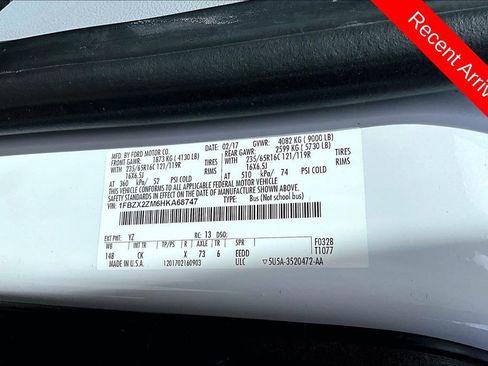 Recent Arriv
MFD. BY FORD MOTOR CO. DATE: 02/17 GVWR: 4082 KG ( 9000 LB)
FRONT GAWR: 1873 KG ( 4130 LB) REAR GAWR: 2599 KG ( 5730 LB)
WITH 235/65R16C 121/119R TIRES WITH 235/65R16C 121/119R TIRES
16X6.5J RIMS 16X6.5J RIMS
AT 360 kPa/ 52 PSI COLD AT 510 kPa/ 74 PSI COLD
THIS VEHICLE CONFORMS TO ALL APPLICABLE FEDERAL MOTOR VEHICLE
SAFETY STANDARDS IN EFFECT ON THE DATE OF MANUFACTURE SHOWN ABOVE.
VIN: 1FBZX2ZM6HKA68747 TYPE: Bus (Not school bus)
EXT PNT: YZ RC: 13 DSO: F0328
WB INT TR TP/PS R AXLE TR SPR T1077
148 CK X 73 6 EEDD
MADE IN U.S.A. 1201702160903 ULC ▽5USA-3520472-AA